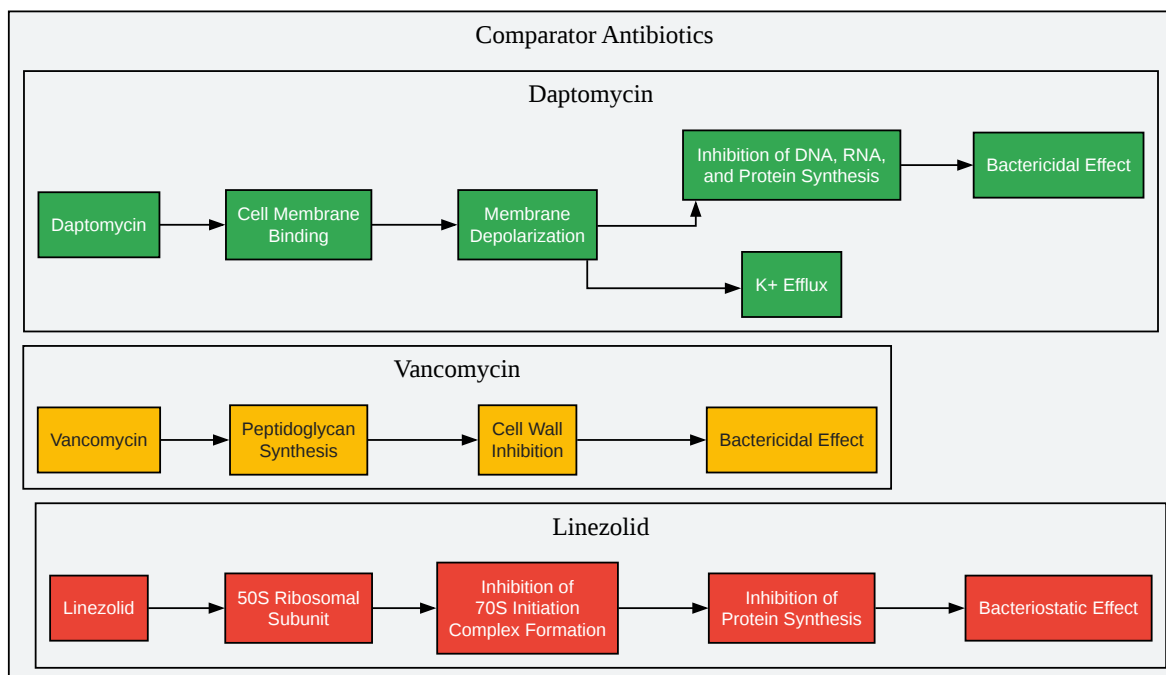 Comparator Antibiotics
Daptomycin
Daptomycin
Cell Membrane
Binding
Membrane
Depolarization
Inhibition of DNA, RNA,
and Protein Synthesis
Bactericidal Effect
K+ Efflux
Vancomycin
Vancomycin
Peptidoglycan
Synthesis
Cell Wall
Inhibition
Bactericidal Effect
Linezolid
Linezolid
50S Ribosomal
Subunit
Inhibition of
70S Initiation
Complex Formation
Inhibition of
Protein Synthesis
Bacteriostatic Effect